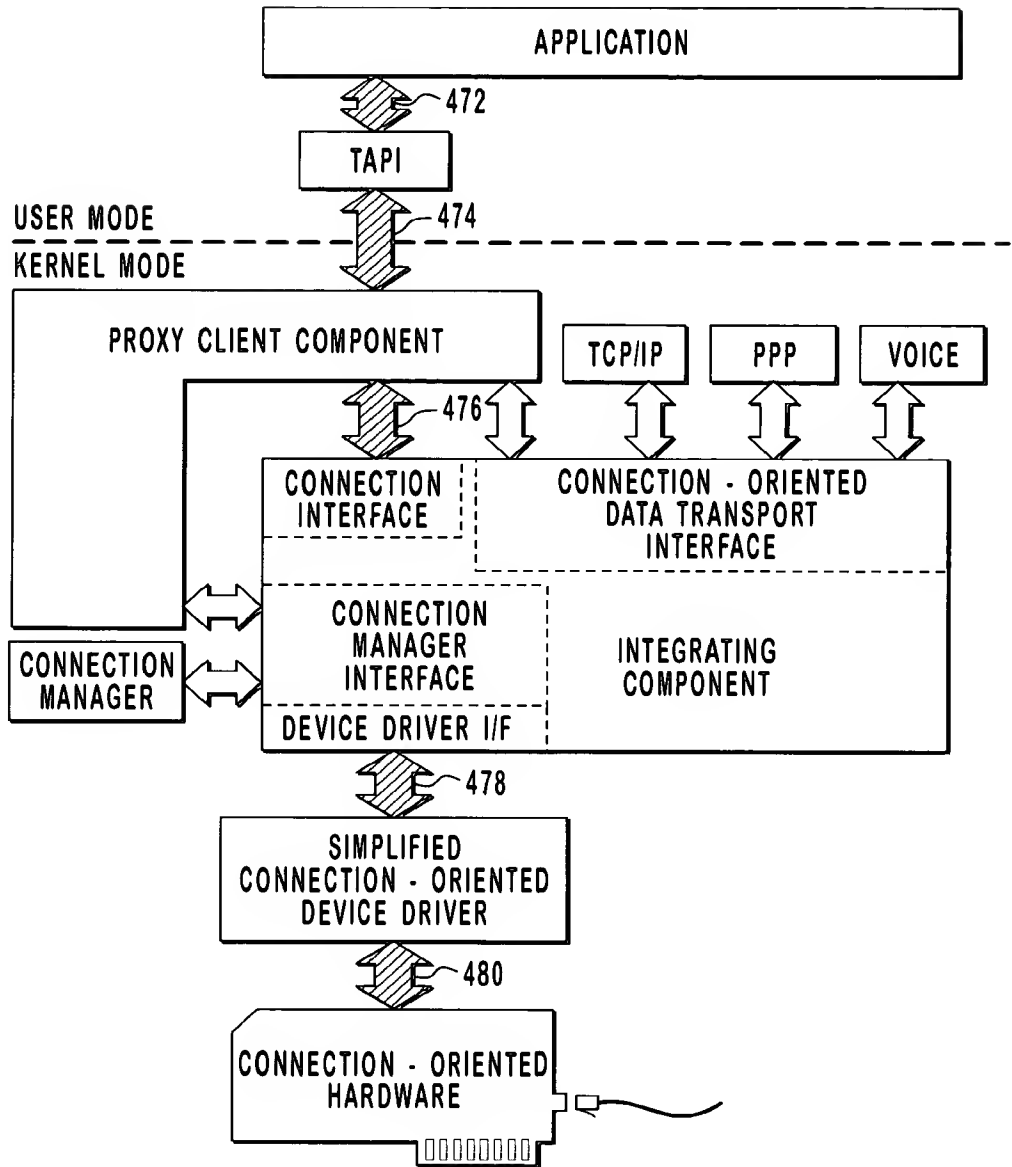 APPLICATION
472
TAPI
474
USER MODE
KERNEL MODE
PROXY CLIENT COMPONENT
TCP/IP
PPP
VOICE
476
CONNECTION
INTERFACE
CONNECTION - ORIENTED
DATA TRANSPORT
INTERFACE
CONNECTION
MANAGER
INTERFACE
INTEGRATING
COMPONENT
CONNECTION
MANAGER
DEVICE DRIVER I/F
478
SIMPLIFIED
CONNECTION - ORIENTED
DEVICE DRIVER
480
CONNECTION - ORIENTED
HARDWARE